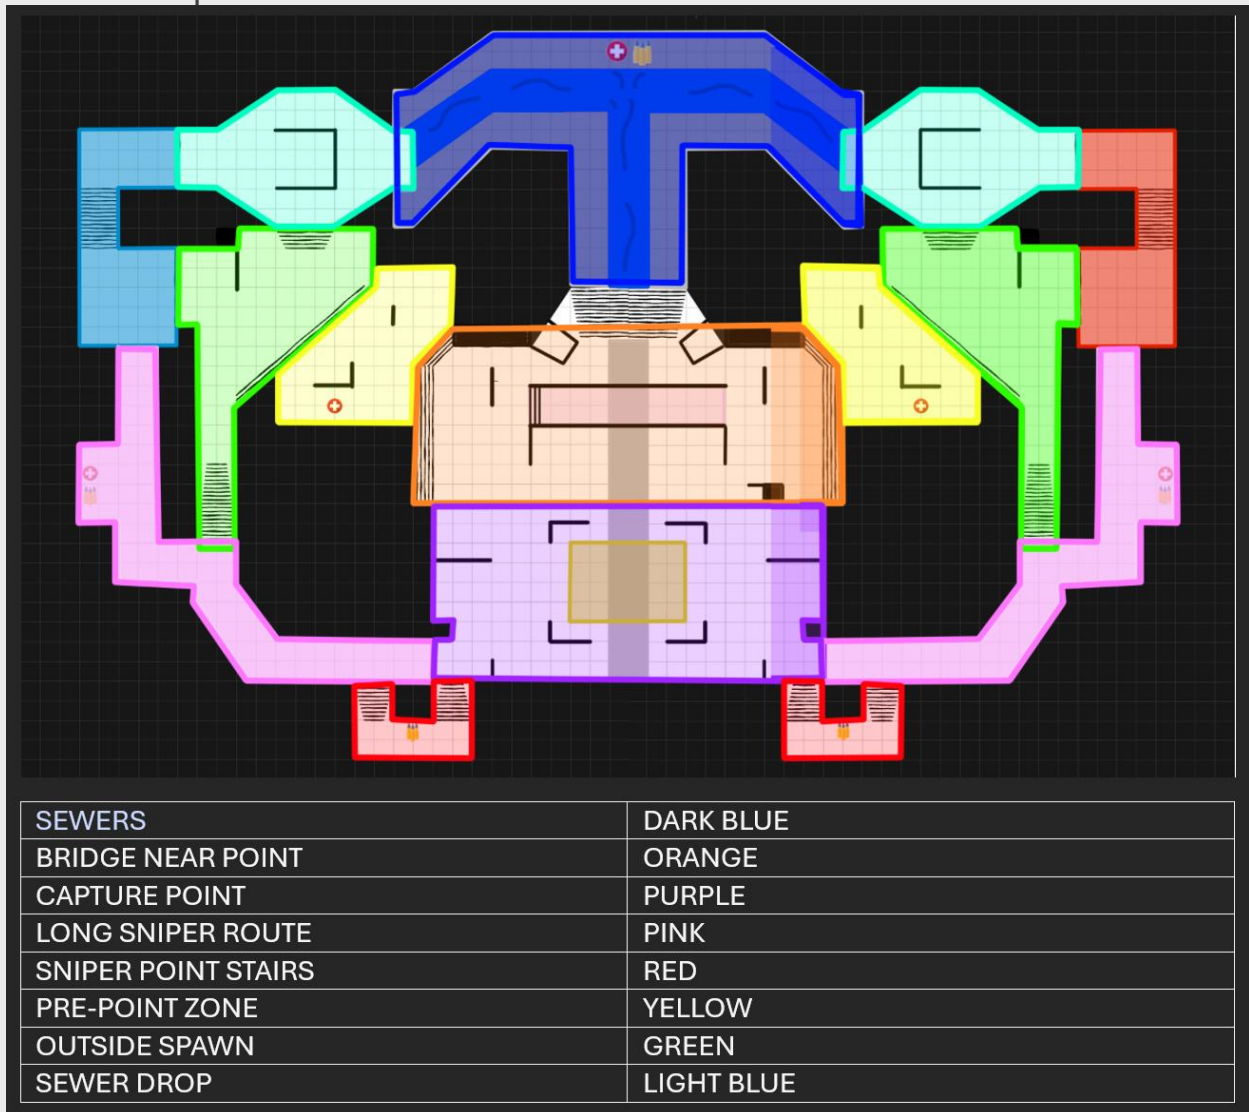 SEWERS DARK BLUE
BRIDGE NEAR POINT ORANGE
CAPTURE POINT PURPLE
LONG SNIPER ROUTE PINK
SNIPER POINT STAIRS RED
PRE-POINT ZONE YELLOW
OUTSIDE SPAWN GREEN
SEWER DROP LIGHT BLUE